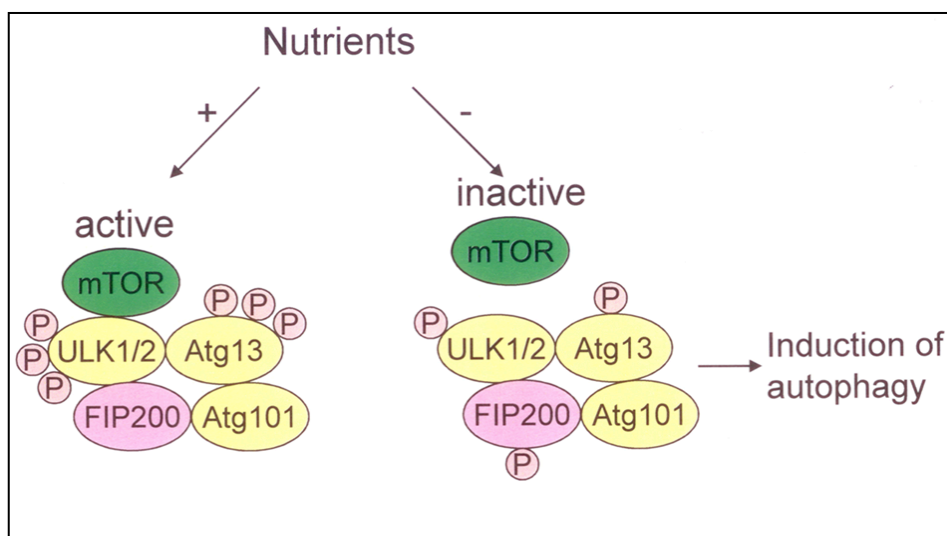 Nutrients
+
-
active
inactive
mTOR
mTOR
P
P
P
P
P
P
P
P
ULK1/2
Atg13
ULK1/2
Atg13
Induction of
autophagy
FIP200
Atg101
FIP200
Atg101
P